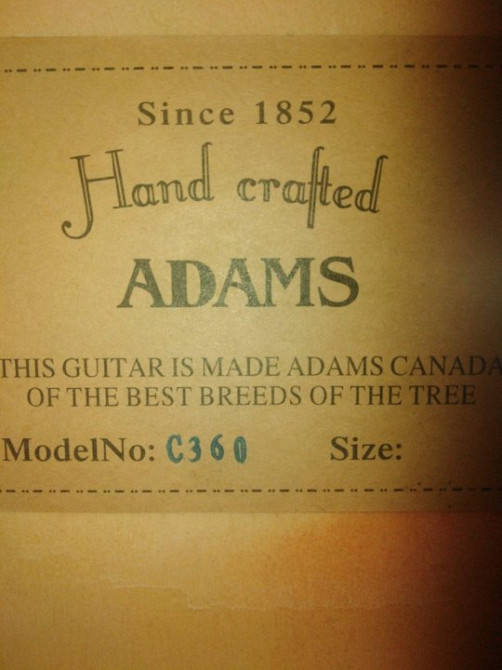 Since 1852
Hand crafted
ADAMS
THIS GUITAR IS MADE ADAMS CANADA
OF THE BEST BREEDS OF THE TREE
ModelNo: C360 Size: